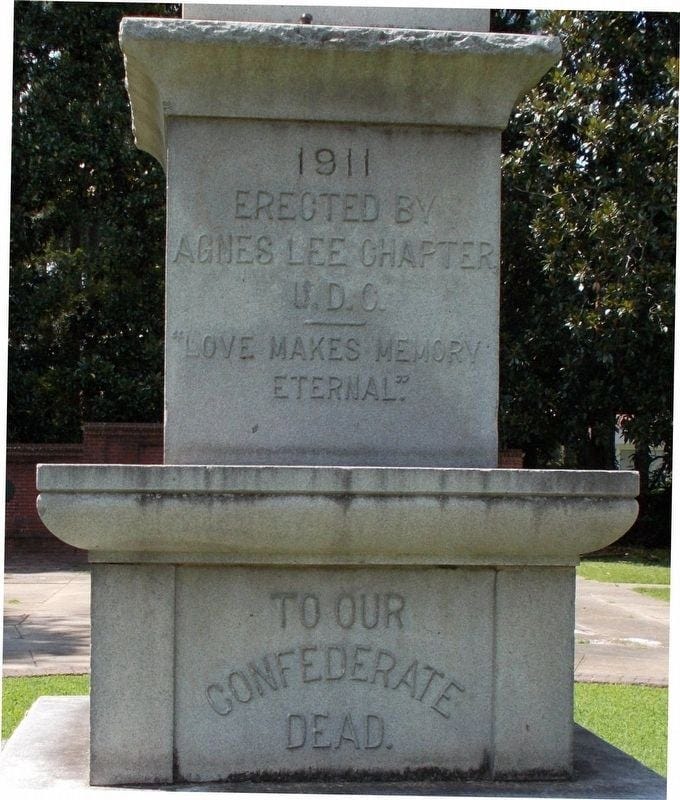 1911
ERECTED BY
AGNES LEE CHAPTER
U.D.C.
"LOVE MAKES MEMORY
ETERNAL."
TO OUR
CONFEDERATE
DEAD.